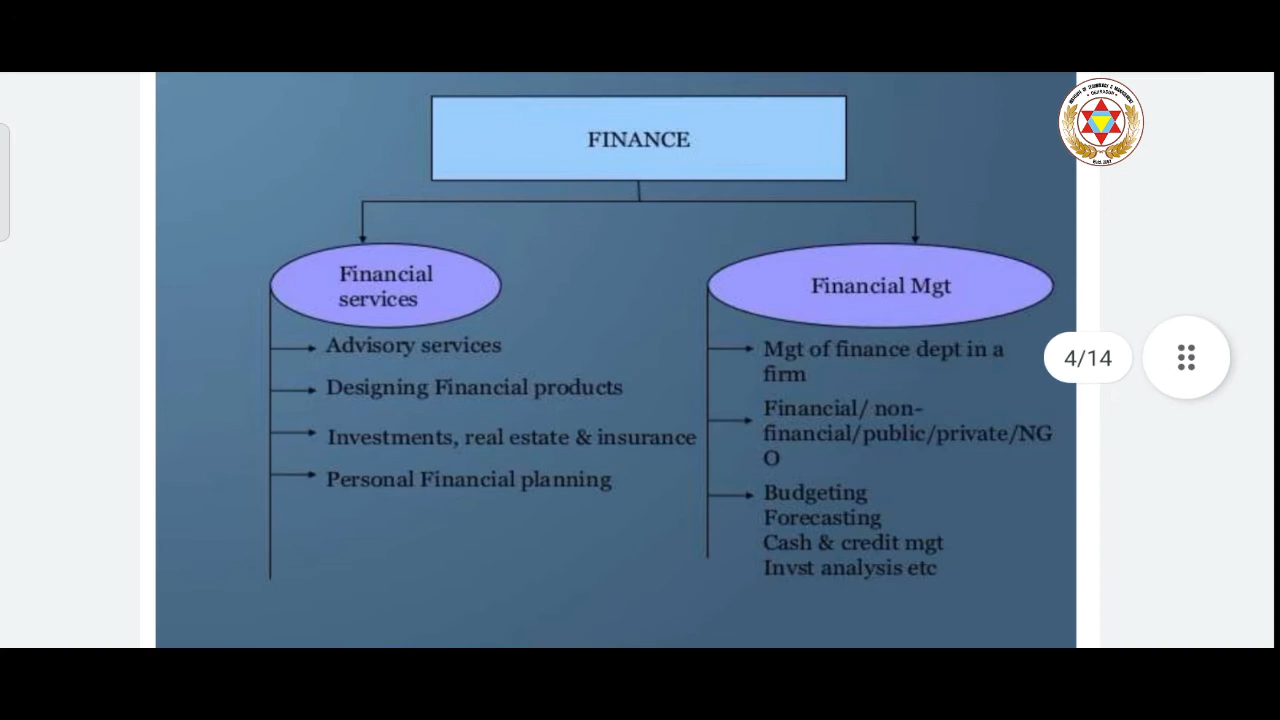 FINANCE
Financial
services
Advisory services
Designing Financial products
Investments, real estate & insurance
Personal Financial planning
Financial Mgt
Mgt of finance dept in a
firm
Financial/ non-
financial/public/private/NG
O
Budgeting
Forecasting
Cash & credit mgt
Invst analysis etc
4/14